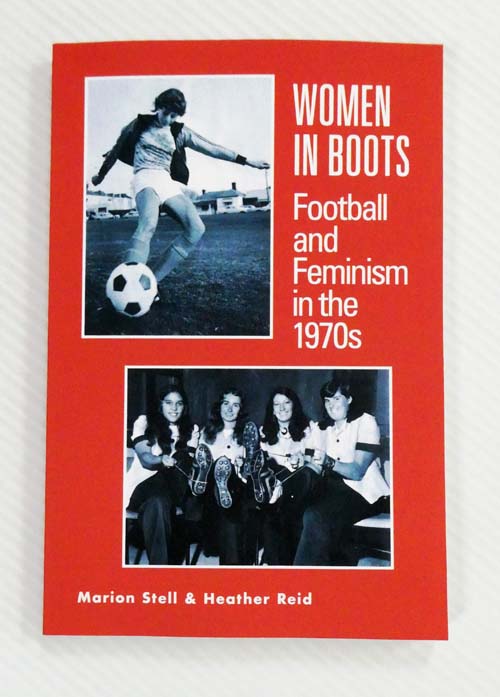 WOMEN
IN BOOTS
Football
and
Feminism
in the
1970s
Marion Stell & Heather Reid